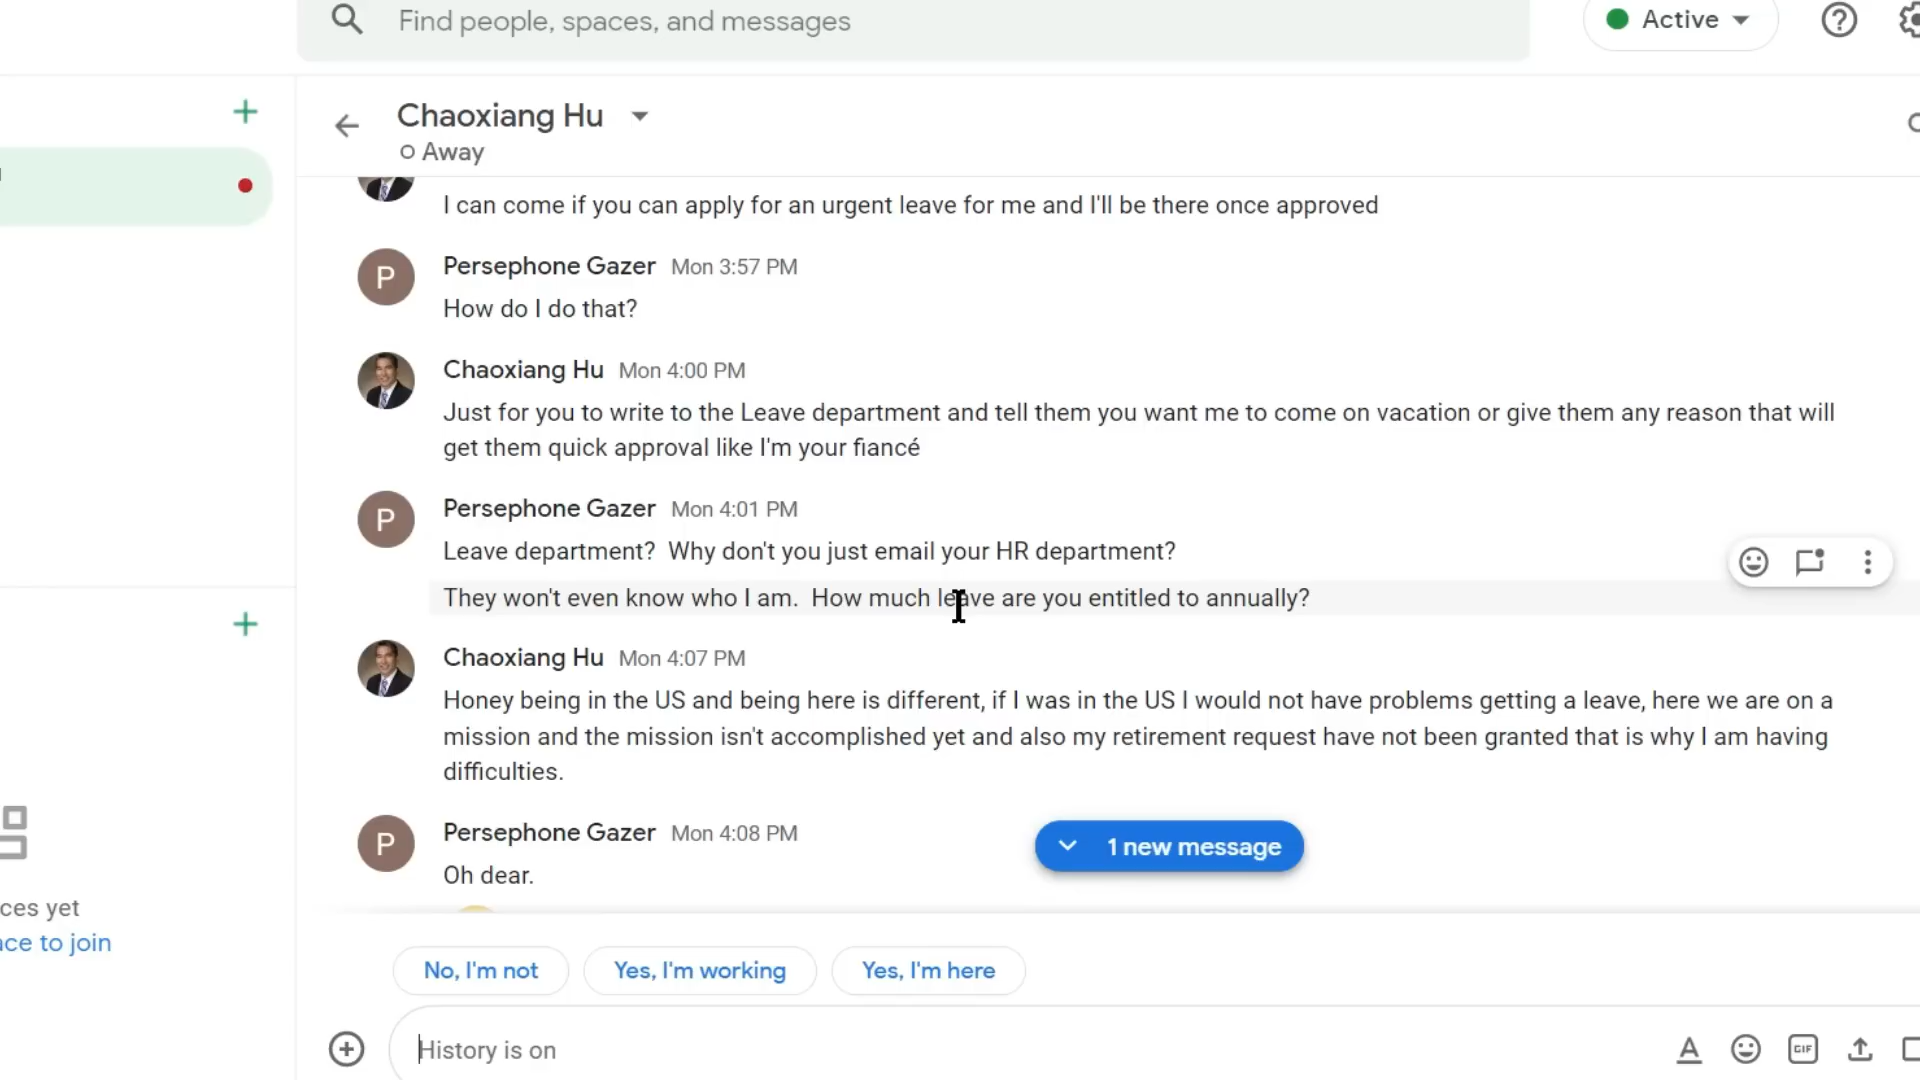 Find people, spaces, and messages
Active
Chaoxiang Hu
Away
I can come if you can apply for an urgent leave for me and I'll be there once approved
P
Persephone Gazer Mon 3:57 PM
How do I do that?
Chaoxiang Hu Mon 4:00 PM
Just for you to write to the Leave department and tell them you want me to come on vacation or give them any reason that will
get them quick approval like I'm your fiancé
P
Persephone Gazer Mon 4:01 PM
Leave department? Why don't you just email your HR department?
They won't even know who I am. How much leave are you entitled to annually?
Chaoxiang Hu Mon 4:07 PM
Honey being in the US and being here is different, if I was in the US I would not have problems getting a leave, here we are on a
mission and the mission isn't accomplished yet and also my retirement request have not been granted that is why I am having
difficulties.
P
Persephone Gazer Mon 4:08 PM
1 new message
Oh dear.
ces yet
ace to join
No, I'm not Yes, I'm working Yes, I'm here
History is on
A
GIF